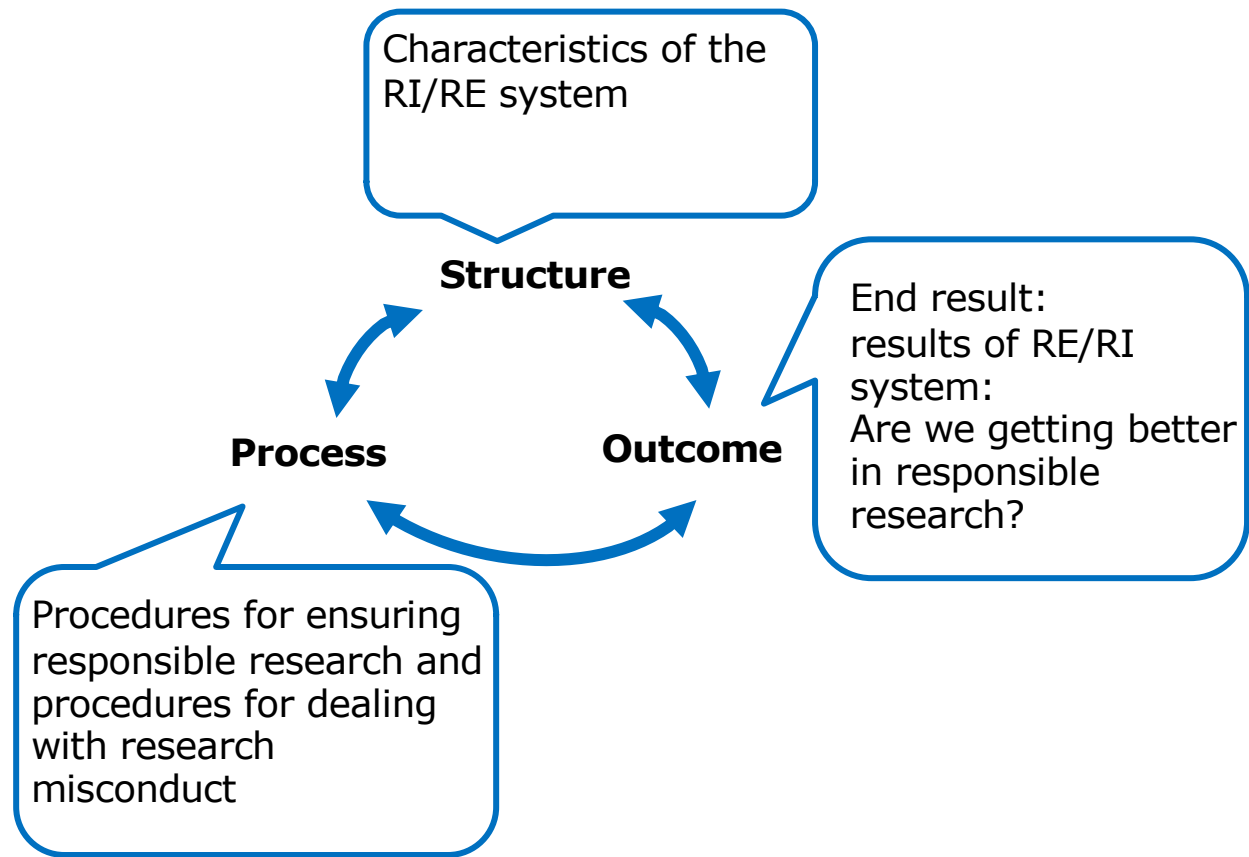 Characteristics of the
RI/RE system
Structure
End result:
results of RE/RI
system:
Are we getting better
in responsible
research?
Process
Outcome
Procedures for ensuring
responsible research and
procedures for dealing
with research
misconduct